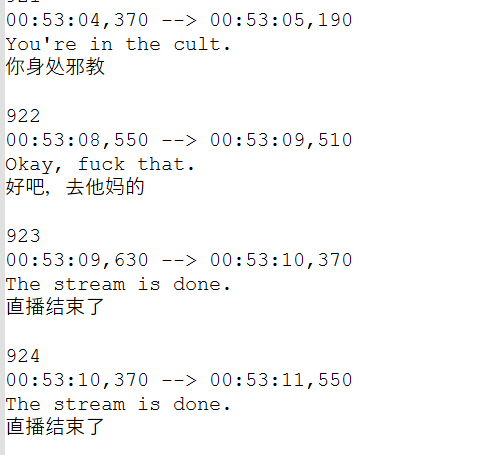 00:53:04,370 --> 00:53:05,190
You're in the cult.
你身处邪教
922
00:53:08,550 --> 00:53:09,510
Okay, fuck that.
好吧, 去他妈的
923
00:53:09,630 --> 00:53:10,370
The stream is done.
直播结束了
924
00:53:10,370 --> 00:53:11,550
The stream is done.
直播结束了